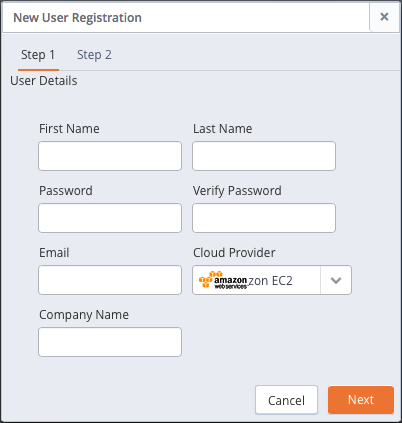 New User Registration
Step 1 Step 2
User Details
First Name Last Name
Password Verify Password
Email Cloud Provider
amazon
web services
zon EC2
Company Name
Cancel Next